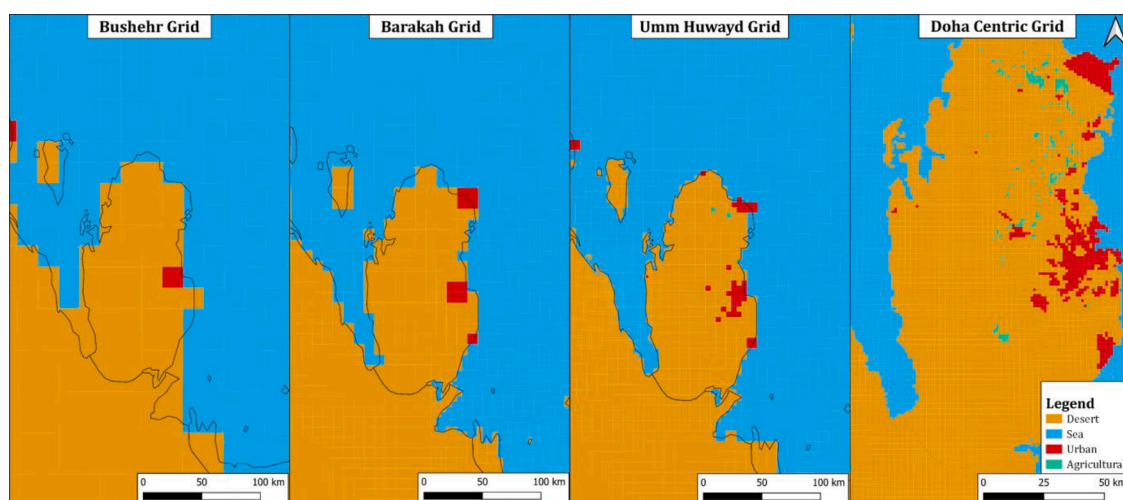 Bushehr Grid
Barakah Grid
Umm Huwayd Grid
Doha Centric Grid
Legend
Desert
Sea
Urban
Agricultural
0 50 100 km
0 50 100 km
0 50 100 km
0 25 50 km